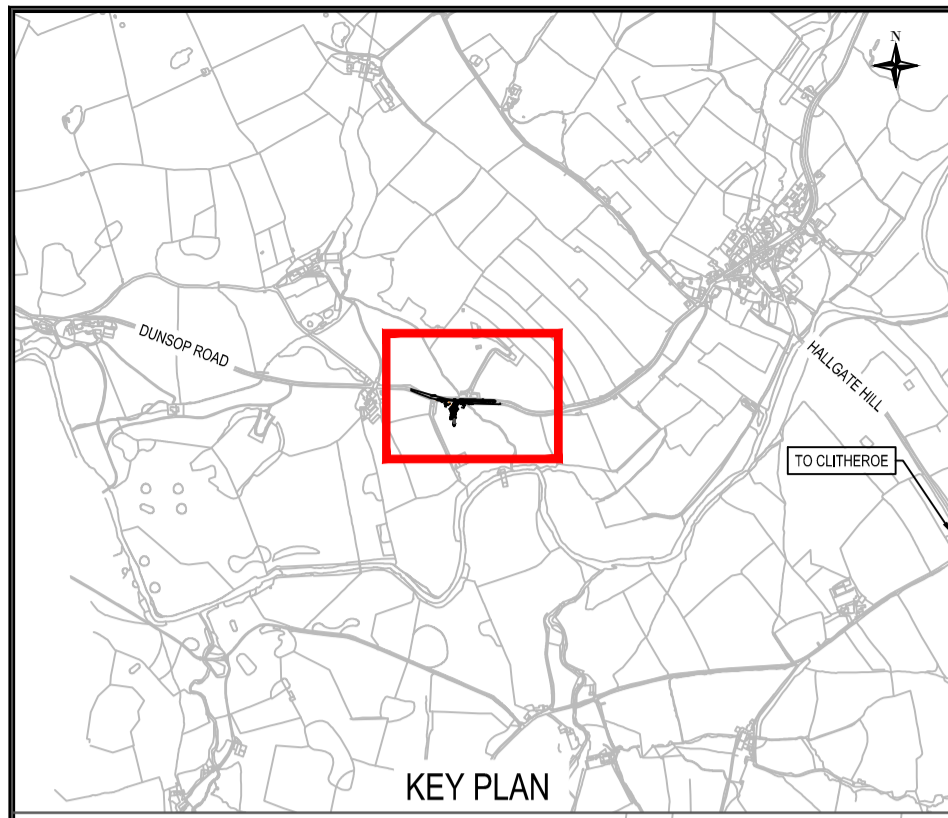 N
DUNSOP ROAD
HALLGATE HILL
TO CLITHEROE
KEY PLAN